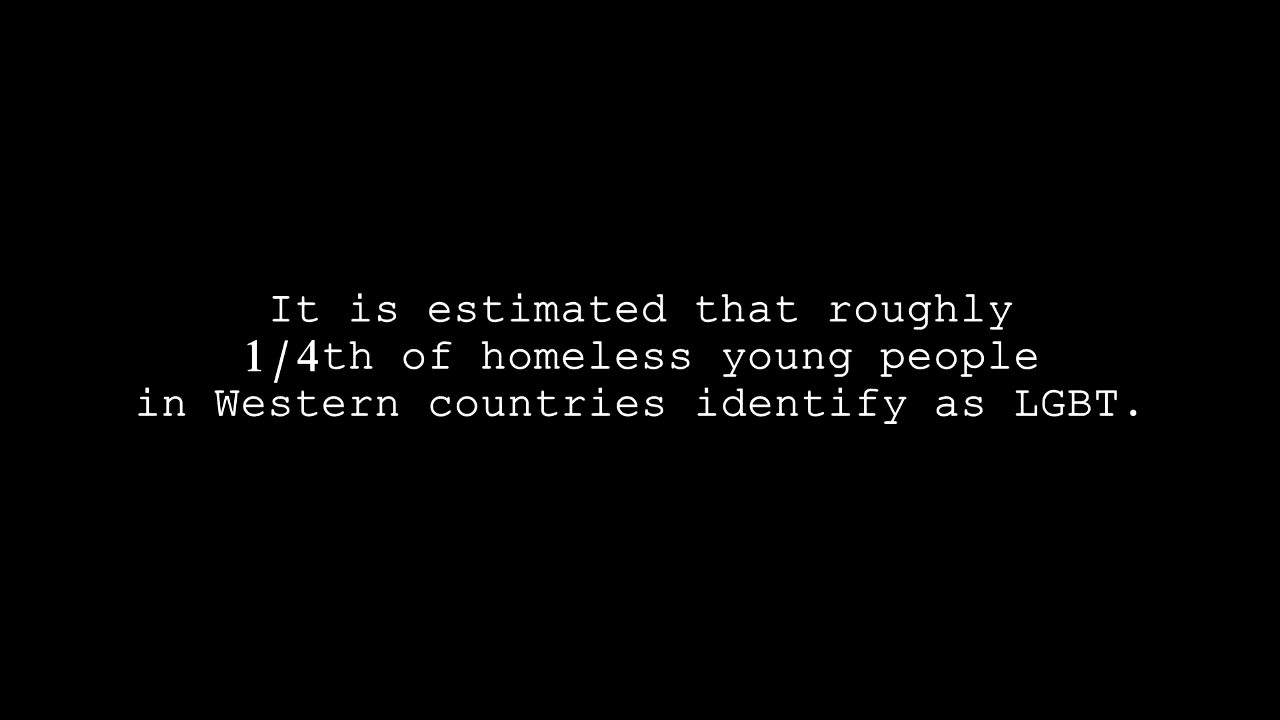 It is estimated that roughly
1/4th of homeless young people
in Western countries identify as LGBT.